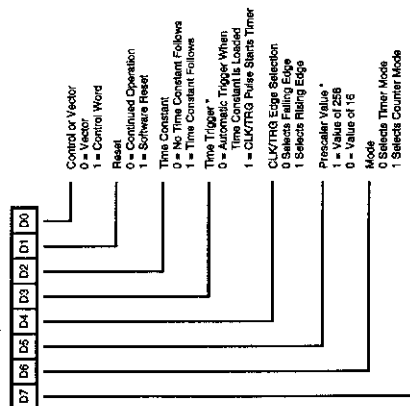 D7 D6 D5 D4 D3 D2 D1 D0
Control or Vector
0 = Vector
1 = Control Word
Reset
0 = Continued Operation
1 = Software Reset
Time Constant
0 = No Time Constant Follows
1 = Time Constant Follows
Time Trigger*
0 = Automatic Trigger When
Time Constant Is Loaded
1 = CLK/TRG Pulse Starts Timer
CLK/TRG Edge Selection
0 Selects Falling Edge
1 Selects Rising Edge
Prescaler Value*
1 = Value of 256
0 = Value of 16
Mode
0 Selects Timer Mode
1 Selects Counter Mode